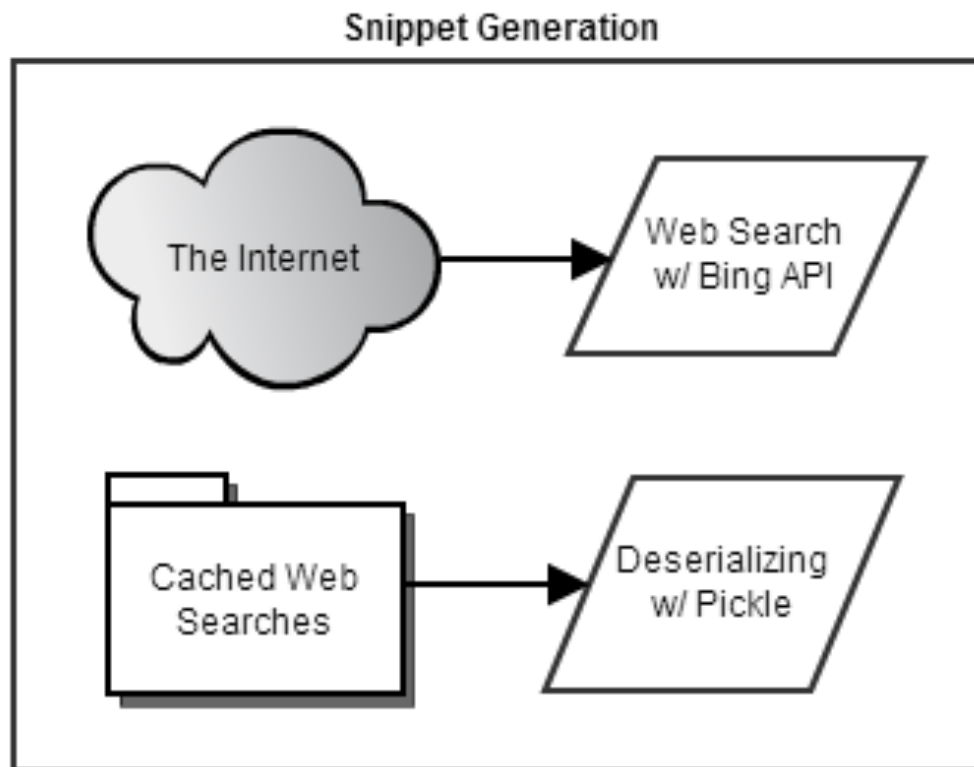 Snippet Generation
The Internet
Web Search
w/ Bing API
Cached Web
Searches
Deserializing
w/ Pickle